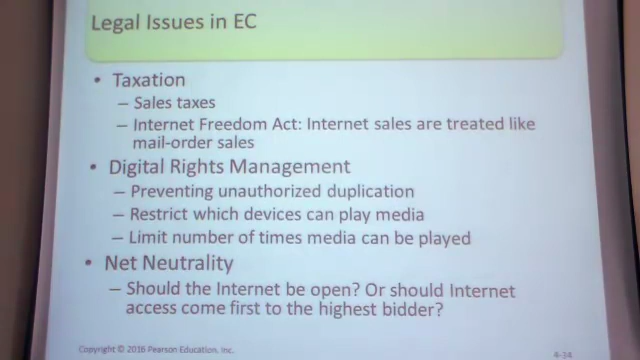 Legal Issues in EC
• Taxation
– Sales taxes
– Internet Freedom Act: Internet sales are treated like
mail-order sales
• Digital Rights Management
– Preventing unauthorized duplication
– Restrict which devices can play media
– Limit number of times media can be played
• Net Neutrality
– Should the Internet be open? Or should Internet
access come first to the highest bidder?
Copyright © 2016 Pearson Education, Inc.
4-34